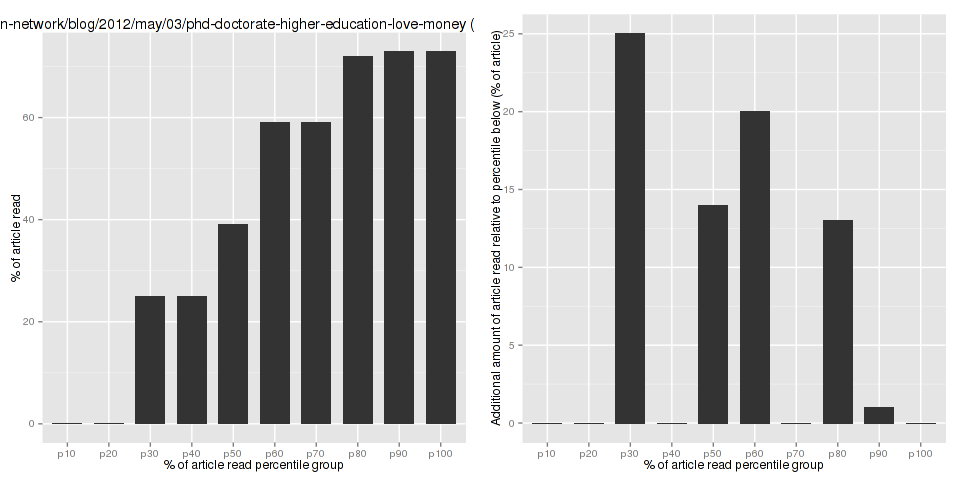 n-network/blog/2012/may/03/phd-doctorate-higher-education-love-money (
% of article read
60
40
20
0
p10 p20 p30 p40 p50 p60 p70 p80 p90 p100
% of article read percentile group
Additional amount of article read relative to percentile below (% of article)
25
20
15
10
5
0
p10 p20 p30 p40 p50 p60 p70 p80 p90 p100
% of article read percentile group